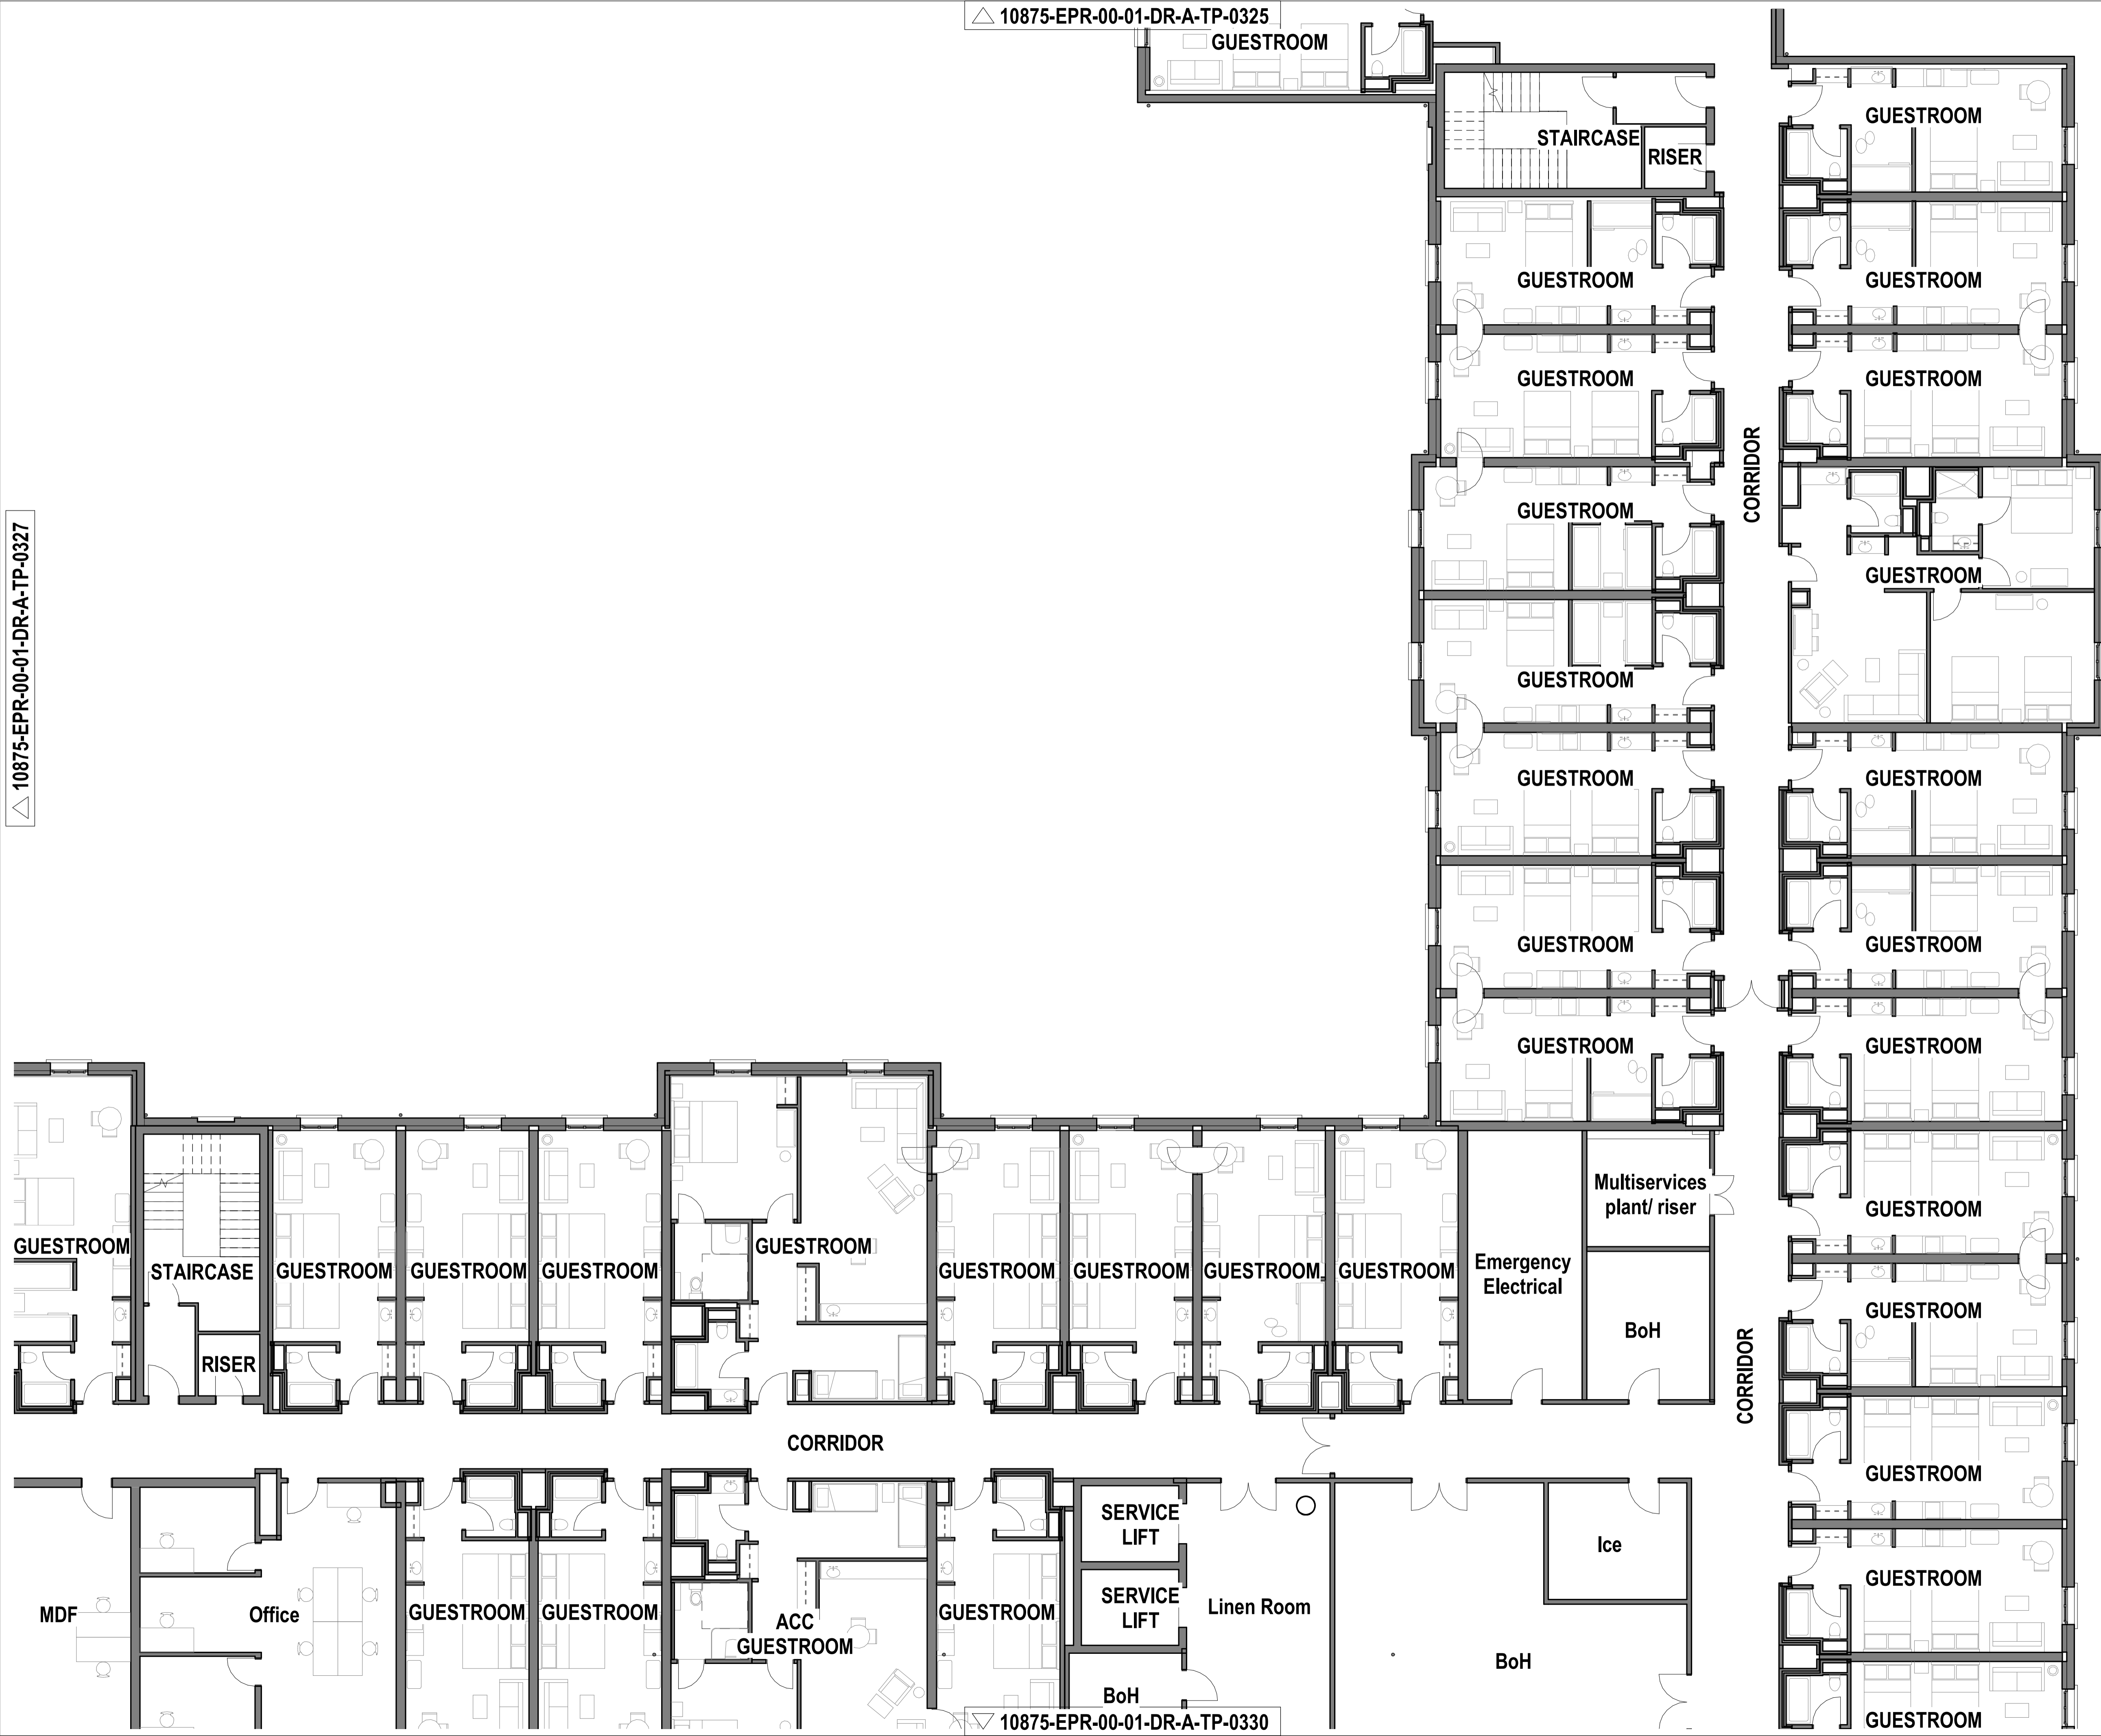 10875-EPR-00-01-DR-A-TP-0325
GUESTROOM
GUESTROOM
STAIRCASE
RISER
GUESTROOM
GUESTROOM
GUESTROOM
GUESTROOM
CORRIDOR
GUESTROOM
GUESTROOM
10875-EPR-00-01-DR-A-TP-0327
GUESTROOM
GUESTROOM
GUESTROOM
GUESTROOM
GUESTROOM
GUESTROOM
GUESTROOM
Multiservices
plant/ riser
GUESTROOM
GUESTROOM
GUESTROOM
STAIRCASE
GUESTROOM
GUESTROOM
GUESTROOM
GUESTROOM
GUESTROOM
GUESTROOM
GUESTROOM
Emergency
Electrical
GUESTROOM
BoH
RISER
CORRIDOR
CORRIDOR
GUESTROOM
SERVICE
LIFT
Ice
GUESTROOM
SERVICE
LIFT
Linen Room
MDF
Office
GUESTROOM
GUESTROOM
ACC
GUESTROOM
GUESTROOM
BoH
BoH
10875-EPR-00-01-DR-A-TP-0330
GUESTROOM